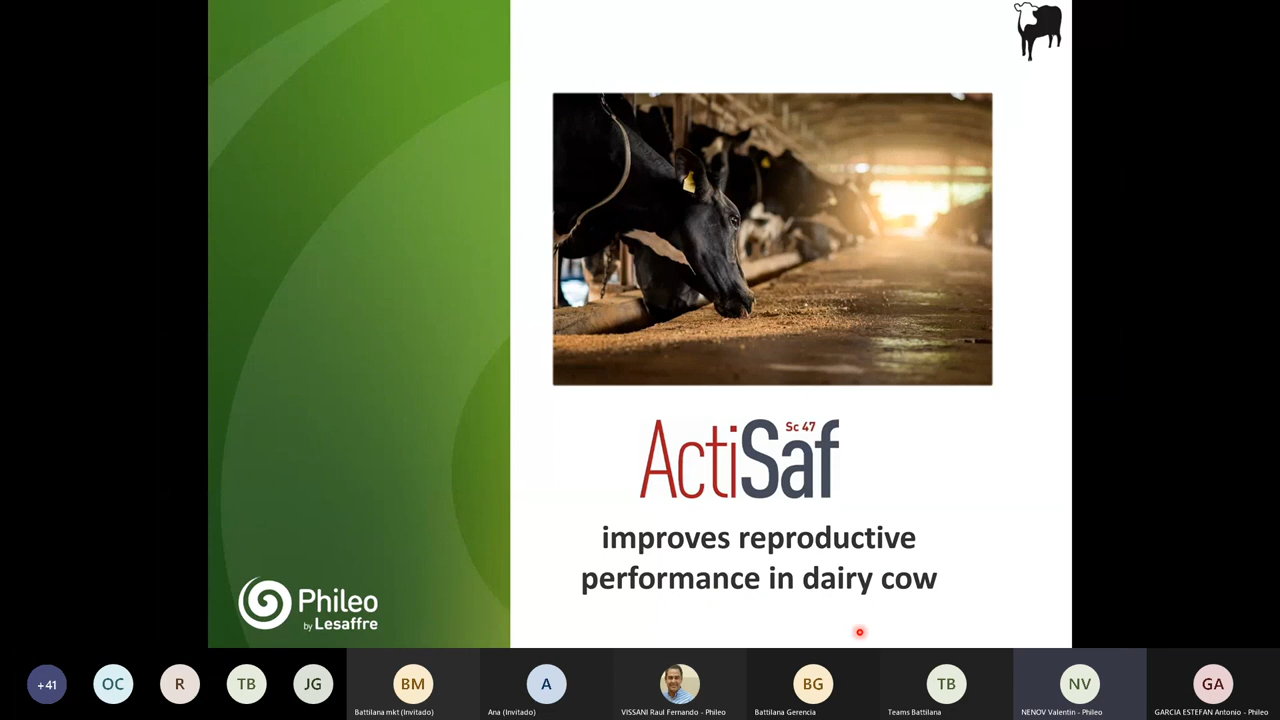 ActiSaf Sc 47
improves reproductive
performance in dairy cow
Phileo
by Lesaffre
+41
OC
R
TB
JG
BM
Battilana mkt (Invitado)
A
Ana (Invitado)
VISSANI Raul Fernando - Phileo
BG
Battilana Gerencia
TB
Teams Battilana
NV
NENOV Valentin - Phileo
GA
GARCIA ESTEFAN Antonio - Phileo